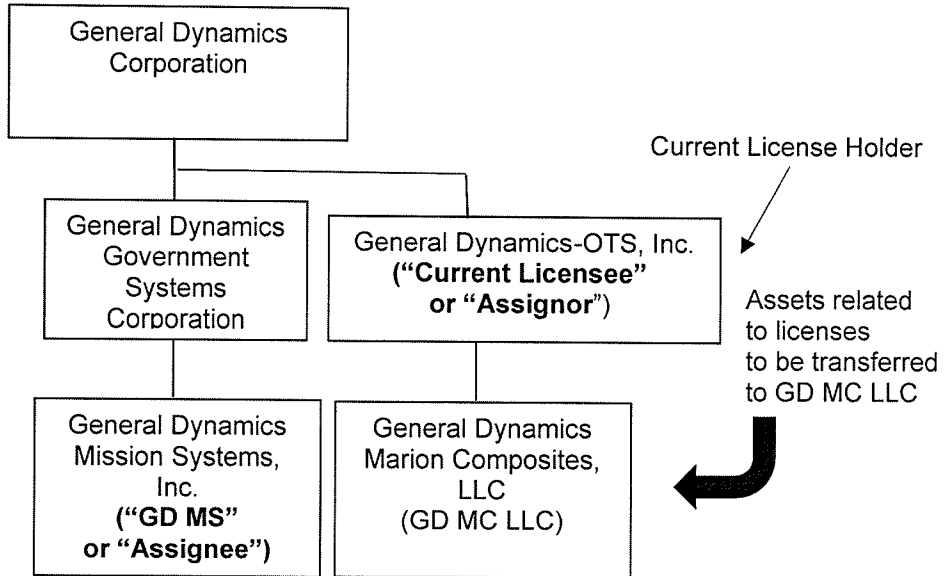 General Dynamics
Corporation
Current License Holder
General Dynamics
Government
Systems
Corporation
General Dynamics-OTS, Inc.
(“Current Licensee”
or “Assignor”)
Assets related
to licenses
to be transferred
to GD MC LLC
General Dynamics
Mission Systems,
Inc.
(“GD MS”
or “Assignee”)
General Dynamics
Marion Composites,
LLC
(GD MC LLC)